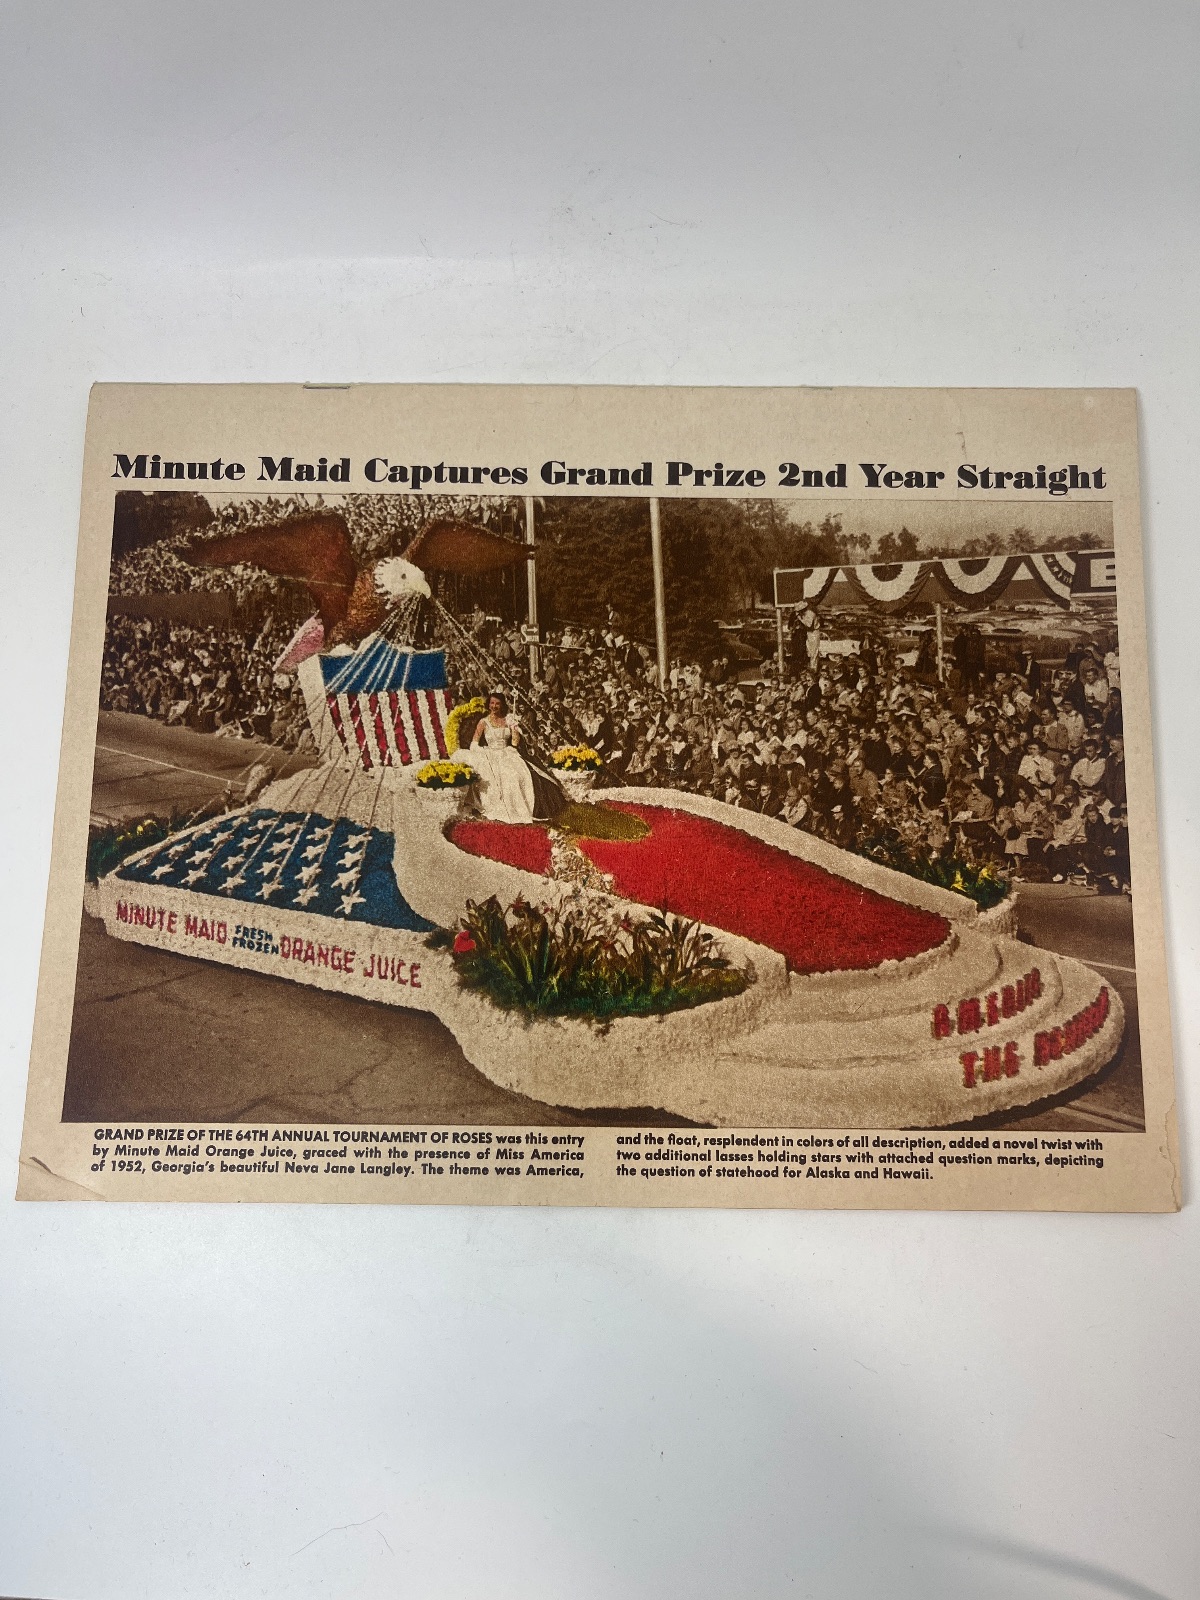 Minute Maid Captures Grand Prize 2nd Year Straight
E
MINUTE MAID FRESH FROZEN ORANGE JUICE
AMERICA
THE BEAUTIFUL
GRAND PRIZE OF THE 64TH ANNUAL TOURNAMENT OF ROSES was this entry
by Minute Maid Orange Juice, graced with the presence of Miss America
of 1952, Georgia's beautiful Neva Jane Langley. The theme was America,
and the float, resplendent in colors of all description, added a novel twist with
two additional lasses holding stars with attached question marks, depicting
the question of statehood for Alaska and Hawaii.